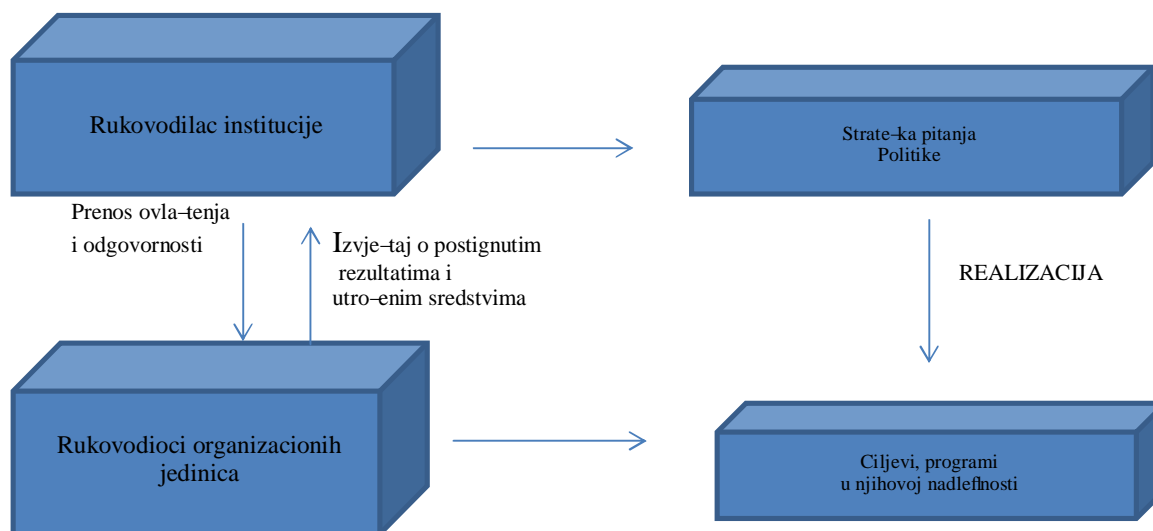 Rukovodilac institucije
Strate–ka pitanja
Politike
Prenos ovla–tenja
i odgovornosti
Izvje–taj o postignutim
rezultatima i
utro–enim sredstvima
REALIZACIJA
Rukovodioci organizacionih
jedinica
Ciljevi, programi
u njihovoj nadleflnosti